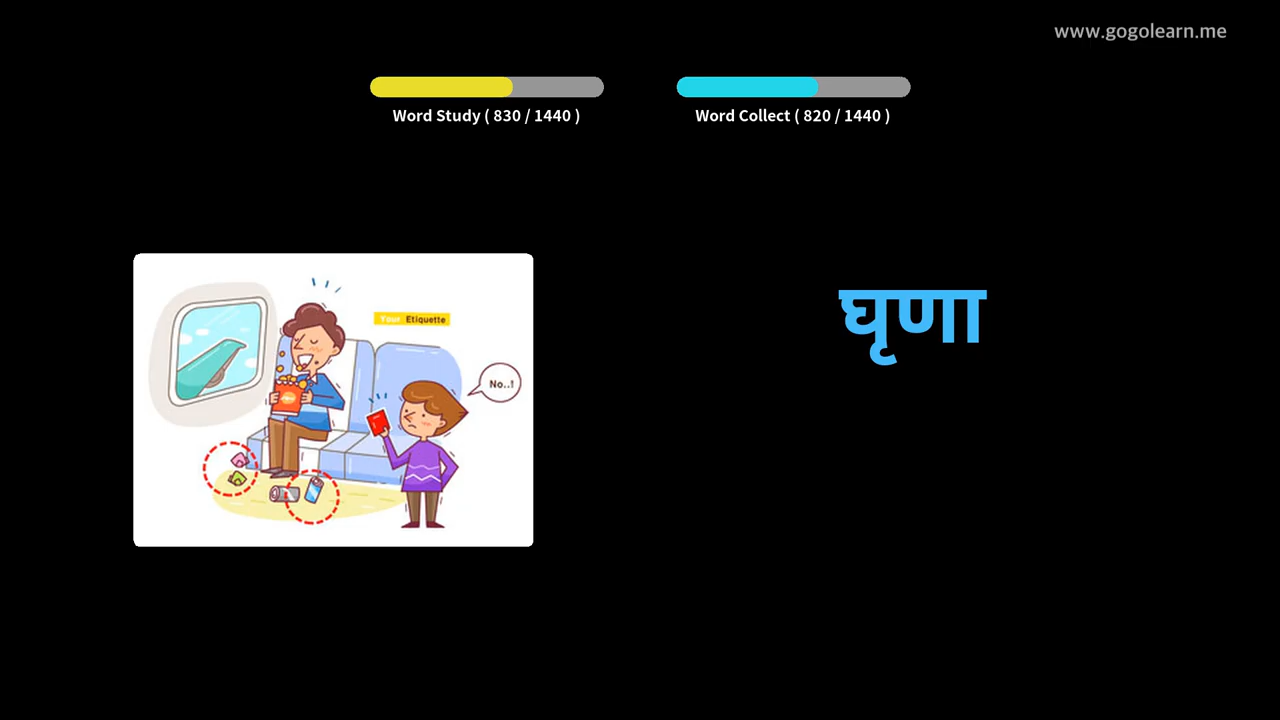 www.gogolearn.me
Word Study ( 830 / 1440 )
Word Collect ( 820 / 1440 )
Your Etiquette
No..!
घृणा